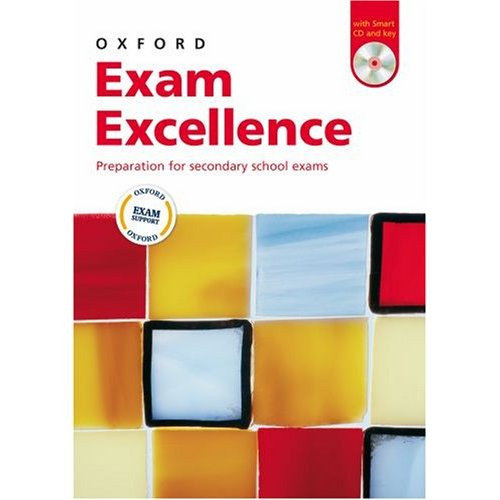 OXFORD
Exam
Excellence
Preparation for secondary school exams
with Smart
CD and key
OXFORD
EXAM
SUPPORT
OXFORD